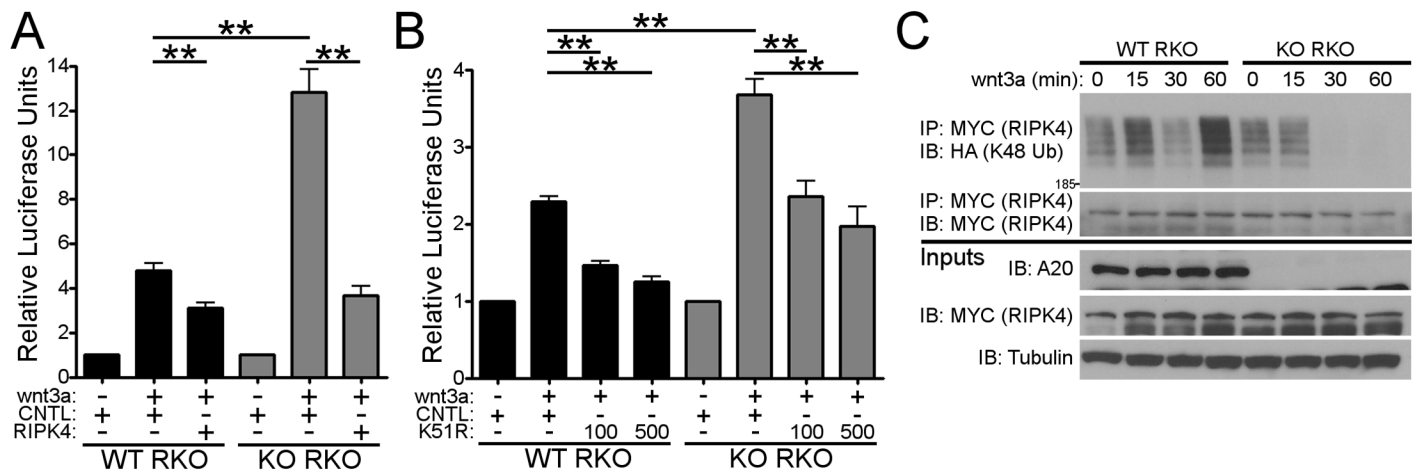 A
** ** **
Relative Luciferase Units
14
12
10
8
6
4
2
0
wnt3a: - + + - + +
CNTL: + + - + + -
RIPK4: - - + - - +
WT RKO KO RKO
B
**
** **
** **
Relative Luciferase Units
4
3
2
1
0
wnt3a: - + + + - + + +
CNTL: + + - - + + - -
K51R: - - 100 500 - - 100 500
WT RKO KO RKO
C
WT RKO KO RKO
wnt3a (min): 0 15 30 60 0 15 30 60
IP: MYC (RIPK4)
IB: HA (K48 Ub)
185
IP: MYC (RIPK4)
IB: MYC (RIPK4)
Inputs
IB: A20
IB: MYC (RIPK4)
IB: Tubulin